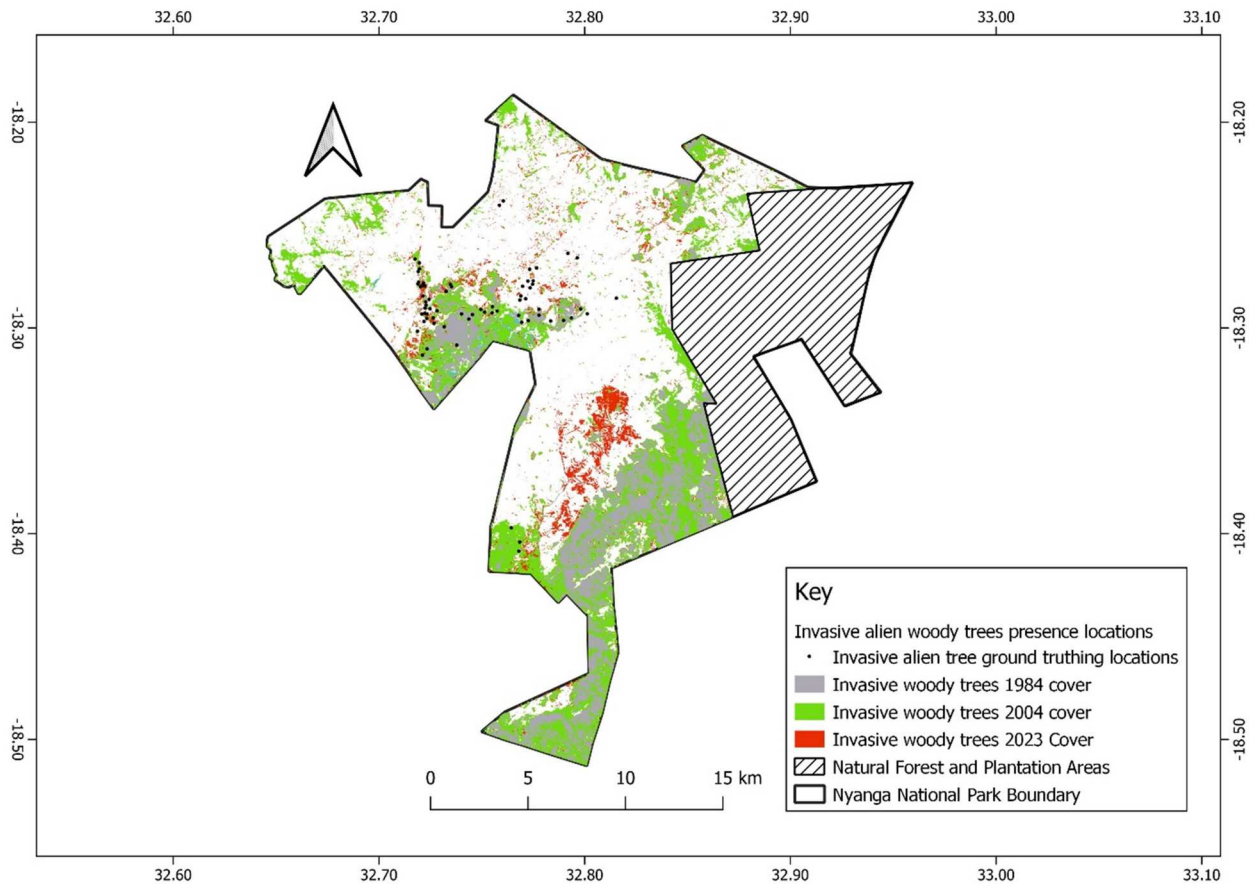 32.60 32.70 32.80 32.90 33.00 33.10
-18.20 -18.20
-18.30 -18.30
-18.40 -18.40
-18.50 -18.50
Key
Invasive alien woody trees presence locations
Invasive alien tree ground truthing locations
Invasive woody trees 1984 cover
Invasive woody trees 2004 cover
Invasive woody trees 2023 Cover
Natural Forest and Plantation Areas
Nyanga National Park Boundary
0 5 10 15 km
32.60 32.70 32.80 32.90 33.00 33.10